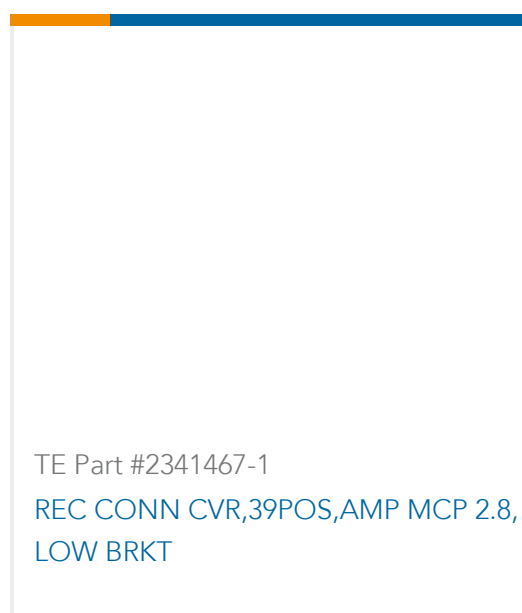 TE Part #2341467-1
REC CONN CVR,39POS,AMP MCP 2.8,
LOW BRKT